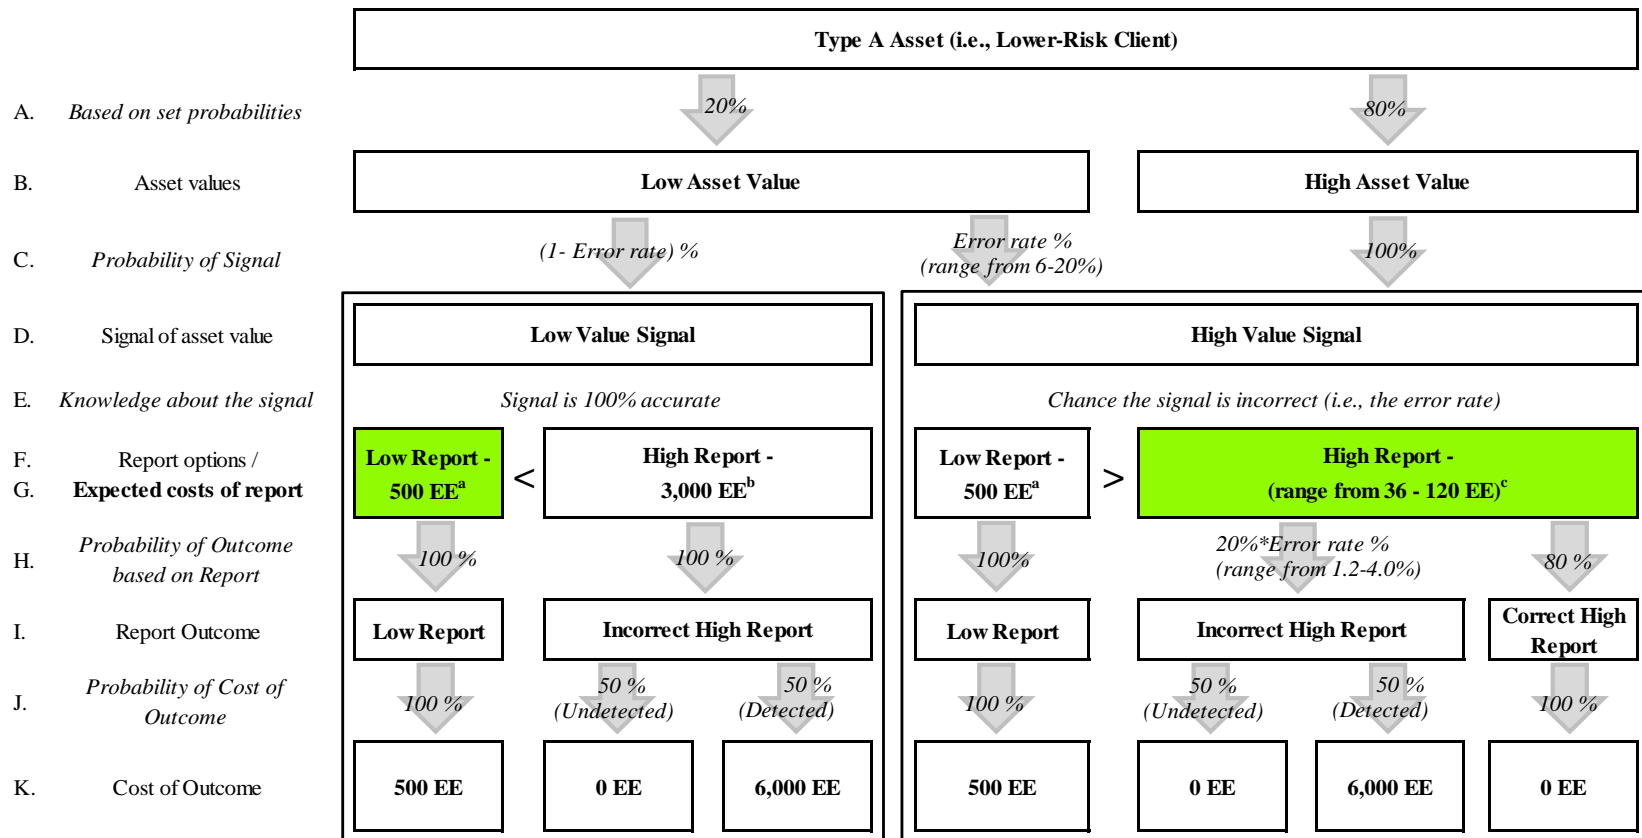 Type A Asset (i.e., Lower-Risk Client)
A. Based on set probabilities 20% 80%
B. Asset values Low Asset Value High Asset Value
C. Probability of Signal (1- Error rate) % Error rate % (range from 6-20%) 100%
D. Signal of asset value Low Value Signal High Value Signal
E. Knowledge about the signal Signal is 100% accurate Chance the signal is incorrect (i.e., the error rate)
F. Report options / Low Report - High Report - Low Report - High Report -
G. Expected costs of report 500 EEᵃ < 3,000 EEᵇ 500 EEᵃ > (range from 36 - 120 EE)ᶜ
H. Probability of Outcome based on Report 100 % 100 % 100% 20%*Error rate % (range from 1.2-4.0%) 80 %
I. Report Outcome Low Report Incorrect High Report Low Report Incorrect High Report Correct High Report
J. Probability of Cost of Outcome 100 % 50 % (Undetected) 50 % (Detected) 100 % 50 % (Undetected) 50 % (Detected) 100 %
K. Cost of Outcome 500 EE 0 EE 6,000 EE 500 EE 0 EE 6,000 EE 0 EE